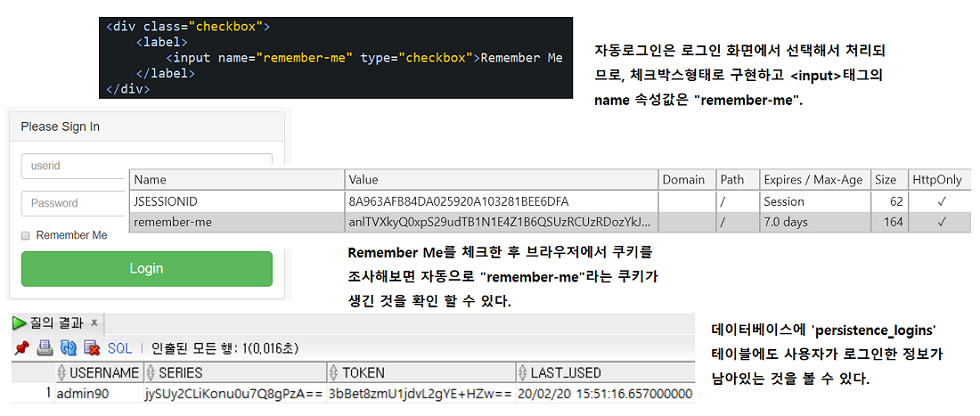 <div class="checkbox">
<label>
<input name="remember-me" type="checkbox">Remember Me
</label>
</div>
자동로그인은 로그인 화면에서 선택해서 처리되
므로, 체크박스형태로 구현하고 <input>태그의
name 속성값은 "remember-me".
Please Sign In
userid
Password
Remember Me
Login
Name Value Domain Path Expires / Max-Age Size HttpOnly
JSESSIONID 8A963AFB84DA025920A103281BEE6DFA / Session 62 ✓
remember-me anlTVXkyQ0xpS29udTB1N1E4Z1B6QSUzRCUzRDozYkJ... / 7.0 days 164 ✓
Remember Me를 체크한 후 브라우저에서 쿠키를
조사해보면 자동으로 "remember-me"라는 쿠키가
생긴 것을 확인 할 수 있다.
질의 결과 x
SQL | 인출된 모든 행: 1(0,016초)
USERNAME SERIES TOKEN LAST_USED
1 admin90 jySUy2CLiKonu0u7Q8gPzA== 3bBet8zmU1jdvL2gYE+HZw== 20/02/20 15:51:16.657000000
데이터베이스에 'persistence_logins'
테이블에도 사용자가 로그인한 정보가
남아있는 것을 볼 수 있다.